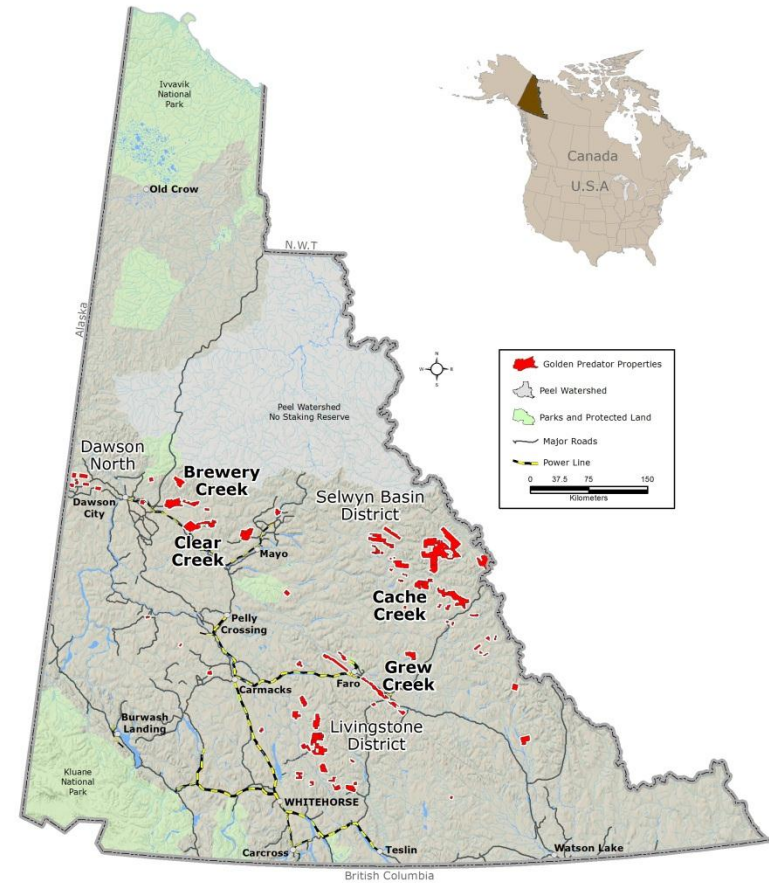 Ivvavik
National
Park
Old Crow
N.W.T
Alaska
Canada
U.S.A
N
W
E
S
Golden Predator Properties
Peel Watershed
Parks and Protected Land
Major Roads
Power Line
0 37.5 75 150
Kilometers
Peel Watershed
No Staking Reserve
Dawson
North
Brewery
Creek
Selwyn Basin
District
Dawson
City
Clear
Creek
Mayo
Cache
Creek
Pelly
Crossing
Grew
Creek
Carmacks
Faro
Burwash
Landing
Livingstone
District
Kluane
National
Park
WHITEHORSE
Carcross
Teslin
Watson Lake
British Columbia